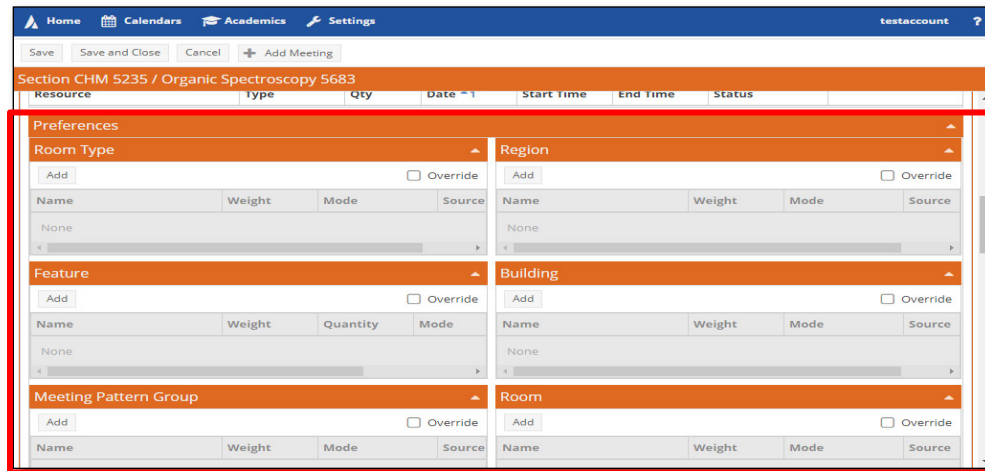 Home Calendars Academics Settings testaccount ?
Save Save and Close Cancel Add Meeting
Section CHM 5235 / Organic Spectroscopy 5683
Resource Type Qty Date 1 Start Time End Time Status
Preferences
Room Type
Add Override
Name Weight Mode Source
None
Region
Add Override
Name Weight Mode Source
None
Feature
Add Override
Name Weight Quantity Mode
None
Building
Add Override
Name Weight Mode Source
None
Meeting Pattern Group
Add Override
Name Weight Mode Source
Room
Add Override
Name Weight Mode Source